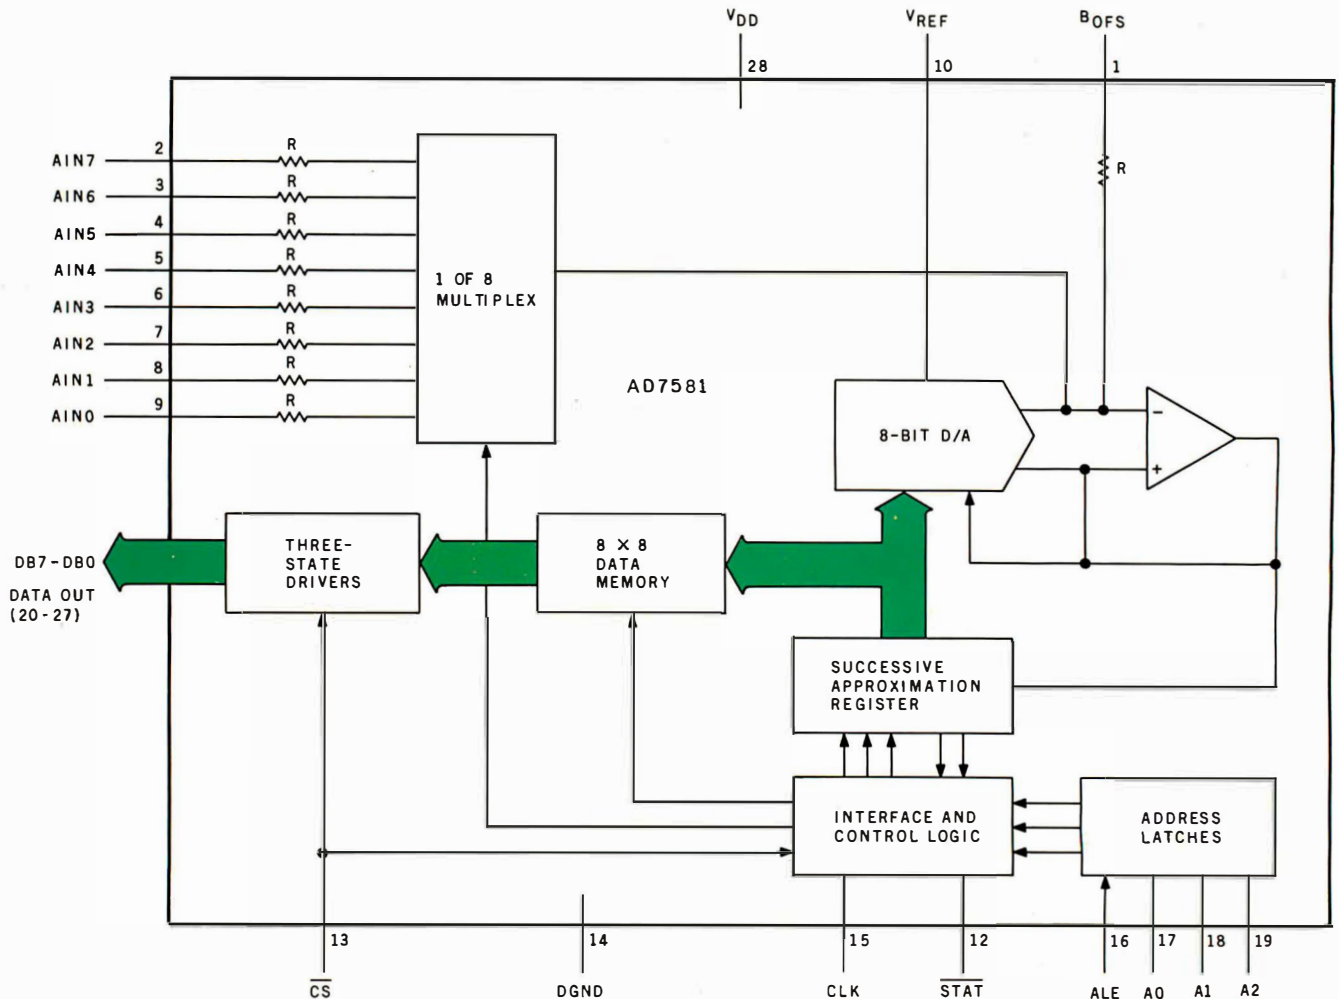 VDD
VREF
BOFS
28
10
1
AIN7
2
R
AIN6
3
R
AIN5
4
R
AIN4
5
R
AIN3
6
R
AIN2
7
R
AIN1
8
R
AIN0
9
R
R
1 OF 8
MULTIPLEX
AD7581
8-BIT D/A
−
+
DB7-DB0
DATA OUT
(20-27)
THREE-
STATE
DRIVERS
8 × 8
DATA
MEMORY
SUCCESSIVE
APPROXIMATION
REGISTER
INTERFACE AND
CONTROL LOGIC
ADDRESS
LATCHES
13
14
15
12
16
17
18
19
C̅S̅
DGND
CLK
S̅T̅A̅T̅
ALE
A0
A1
A2